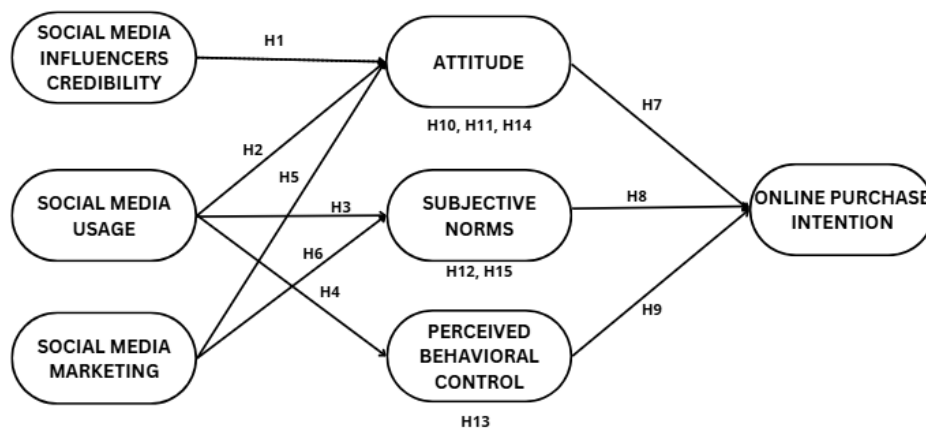 SOCIAL MEDIA
INFLUENCERS
CREDIBILITY
H1
ATTITUDE
H10, H11, H14
H2
H5
H7
SOCIAL MEDIA
USAGE
H3
SUBJECTIVE
NORMS
H12, H15
H8
ONLINE PURCHASE
INTENTION
H6
H4
H9
SOCIAL MEDIA
MARKETING
PERCEIVED
BEHAVIORAL
CONTROL
H13